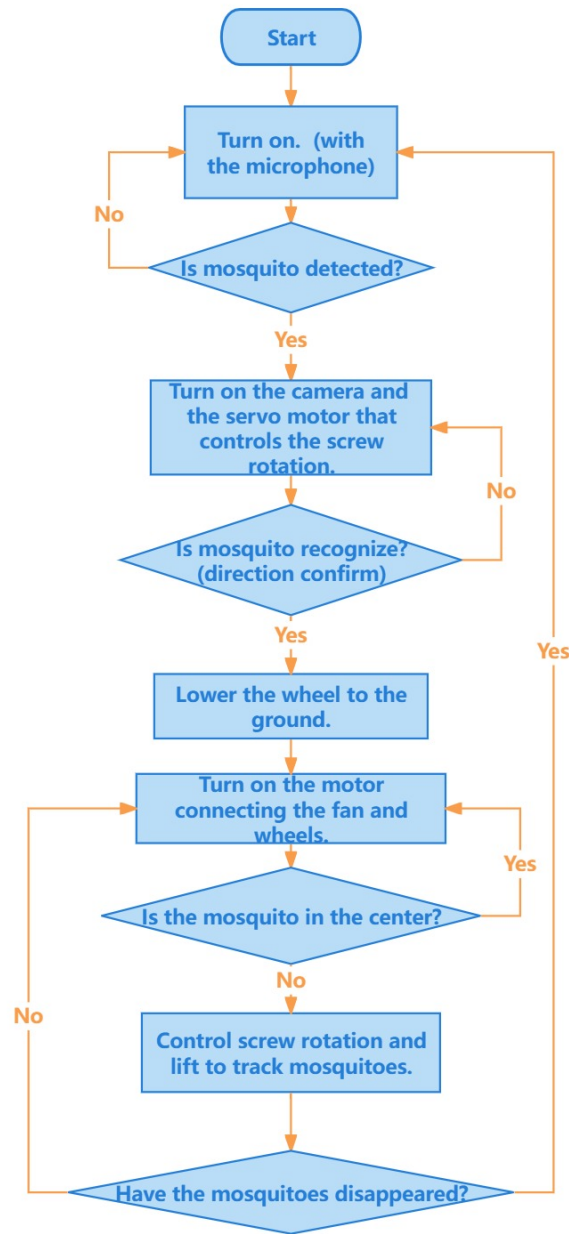 Start
Turn on. (with
the microphone)
No
Is mosquito detected?
Yes
Turn on the camera and
the servo motor that
controls the screw
rotation.
No
Is mosquito recognize?
(direction confirm)
Yes
Yes
Lower the wheel to the
ground.
Turn on the motor
connecting the fan and
wheels.
Yes
Is the mosquito in the center?
No
No
Control screw rotation and
lift to track mosquitoes.
Have the mosquitoes disappeared?